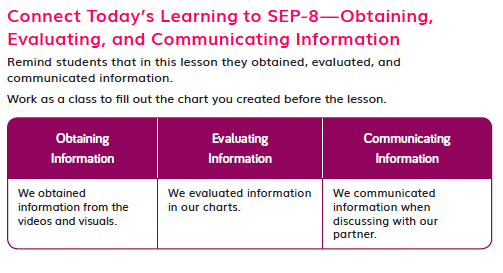 Connect Today's Learning to SEP-8—Obtaining,
Evaluating, and Communicating Information
Remind students that in this lesson they obtained, evaluated, and
communicated information.
Work as a class to fill out the chart you created before the lesson.
Obtaining
Information
Evaluating
Information
Communicating
Information
We obtained
information from the
videos and visuals.
We evaluated information
in our charts.
We communicated
information when
discussing with our
partner.